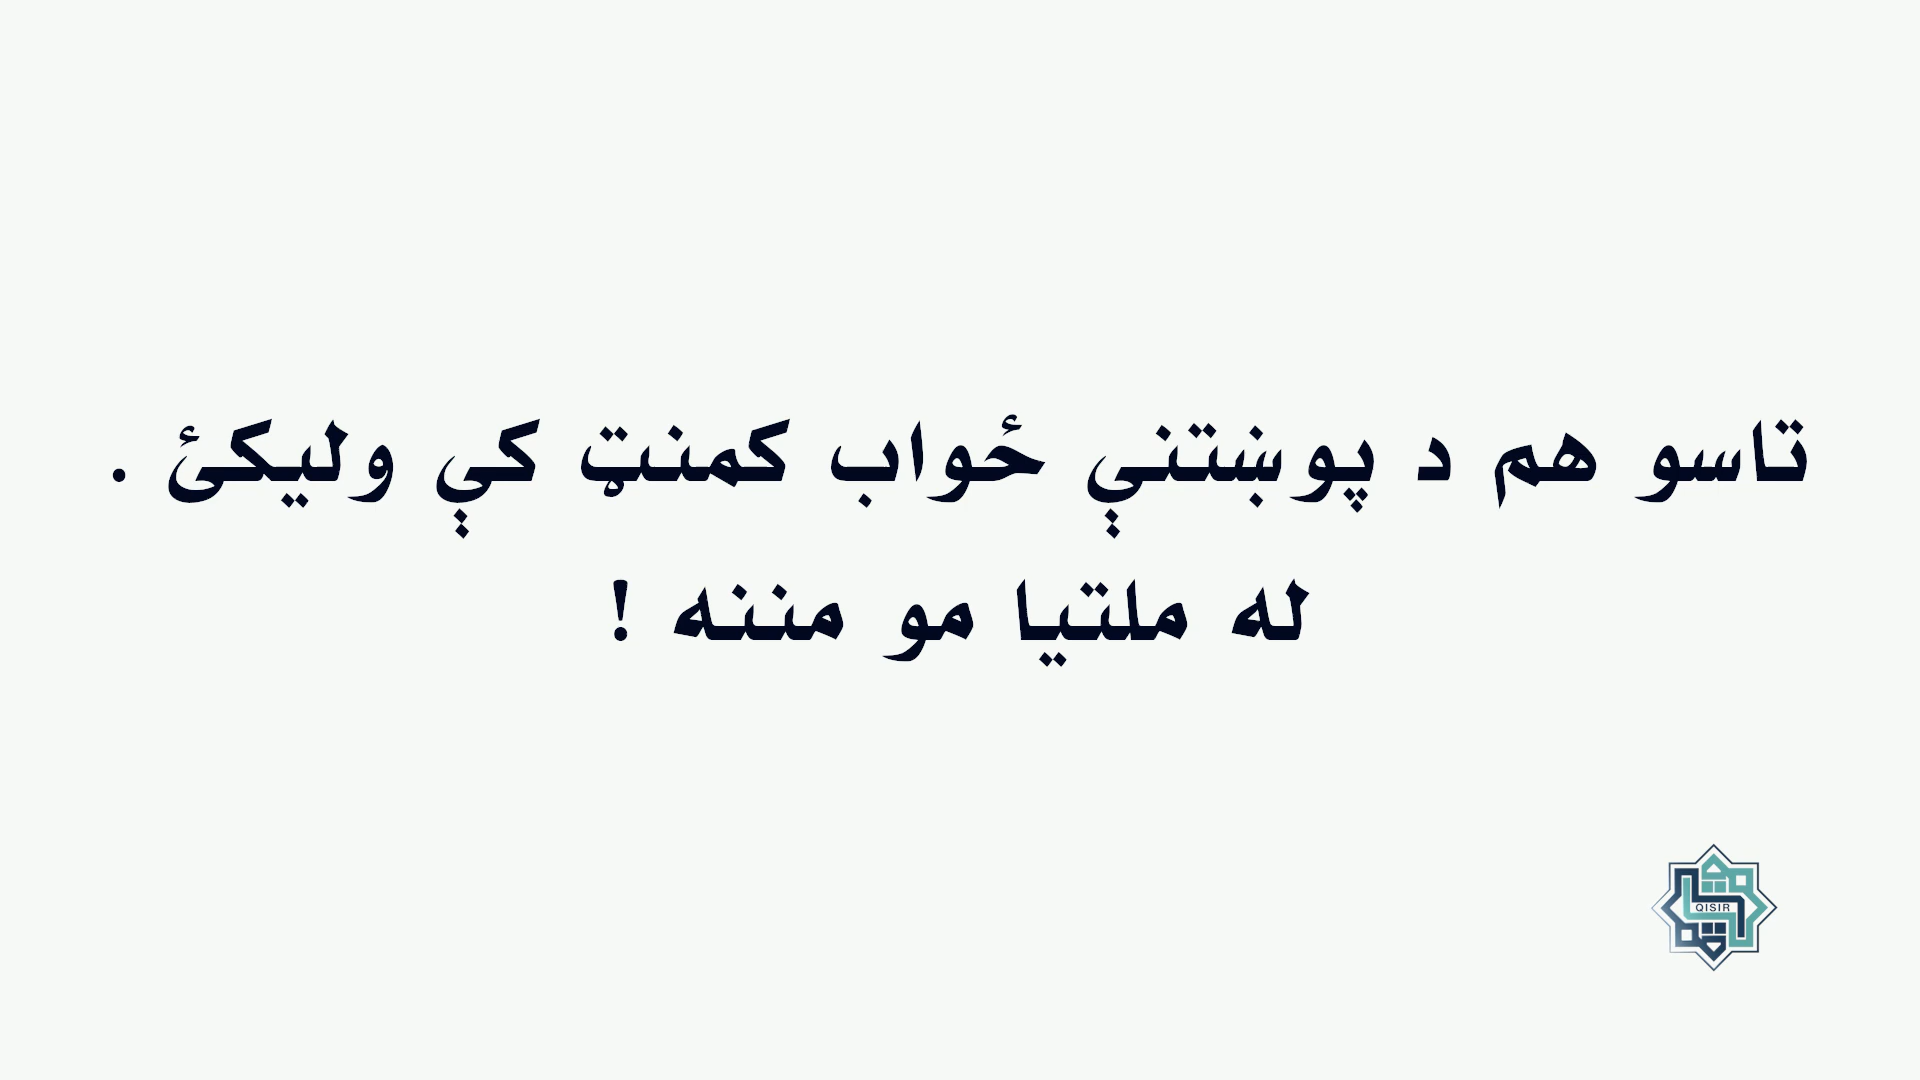 تاسو هم د پوښتنې ځواب کمنټ کې ولیکئ .
له ملتیا مو مننه !
QISIR